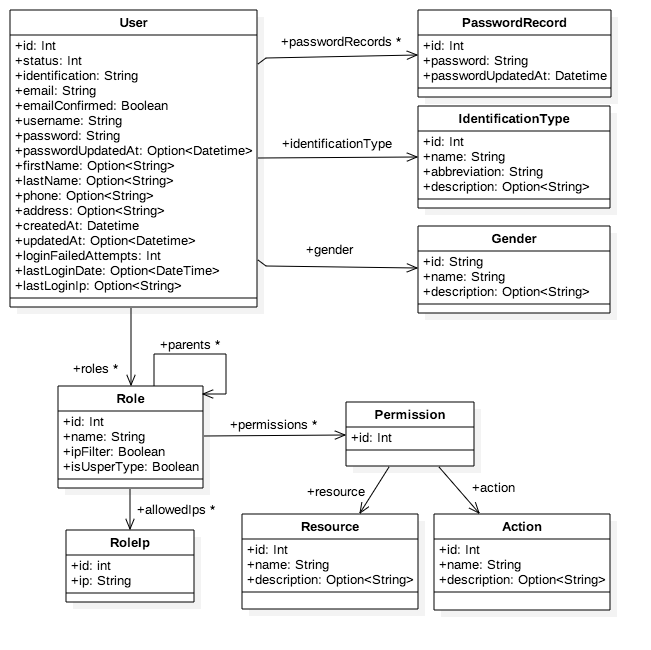 User
+id: Int
+status: Int
+identification: String
+email: String
+emailConfirmed: Boolean
+username: String
+password: String
+passwordUpdatedAt: Option<Datetime>
+firstName: Option<String>
+lastName: Option<String>
+phone: Option<String>
+address: Option<String>
+createdAt: Datetime
+updatedAt: Option<Datetime>
+loginFailedAttempts: Int
+lastLoginDate: Option<DateTime>
+lastLoginIp: Option<String>
+passwordRecords *
PasswordRecord
+id: Int
+password: String
+passwordUpdatedAt: Datetime
+identificationType
IdentificationType
+id: Int
+name: String
+abbreviation: String
+description: Option<String>
+gender
Gender
+id: String
+name: String
+description: Option<String>
+roles *
+parents *
Role
+id: Int
+name: String
+ipFilter: Boolean
+isUsperType: Boolean
+permissions *
Permission
+id: Int
+allowedIps *
RoleIp
+id: int
+ip: String
+resource
+action
Resource
+id: Int
+name: String
+description: Option<String>
Action
+id: Int
+name: String
+description: Option<String>